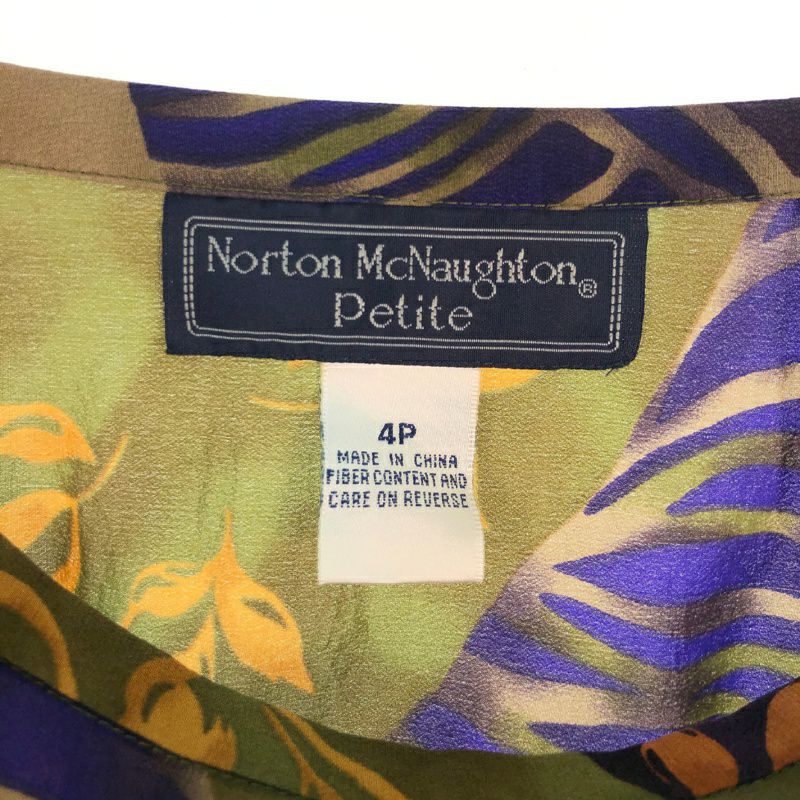 Norton McNaughton®
Petite
4P
MADE IN CHINA
FIBER CONTENT AND
CARE ON REVERSE